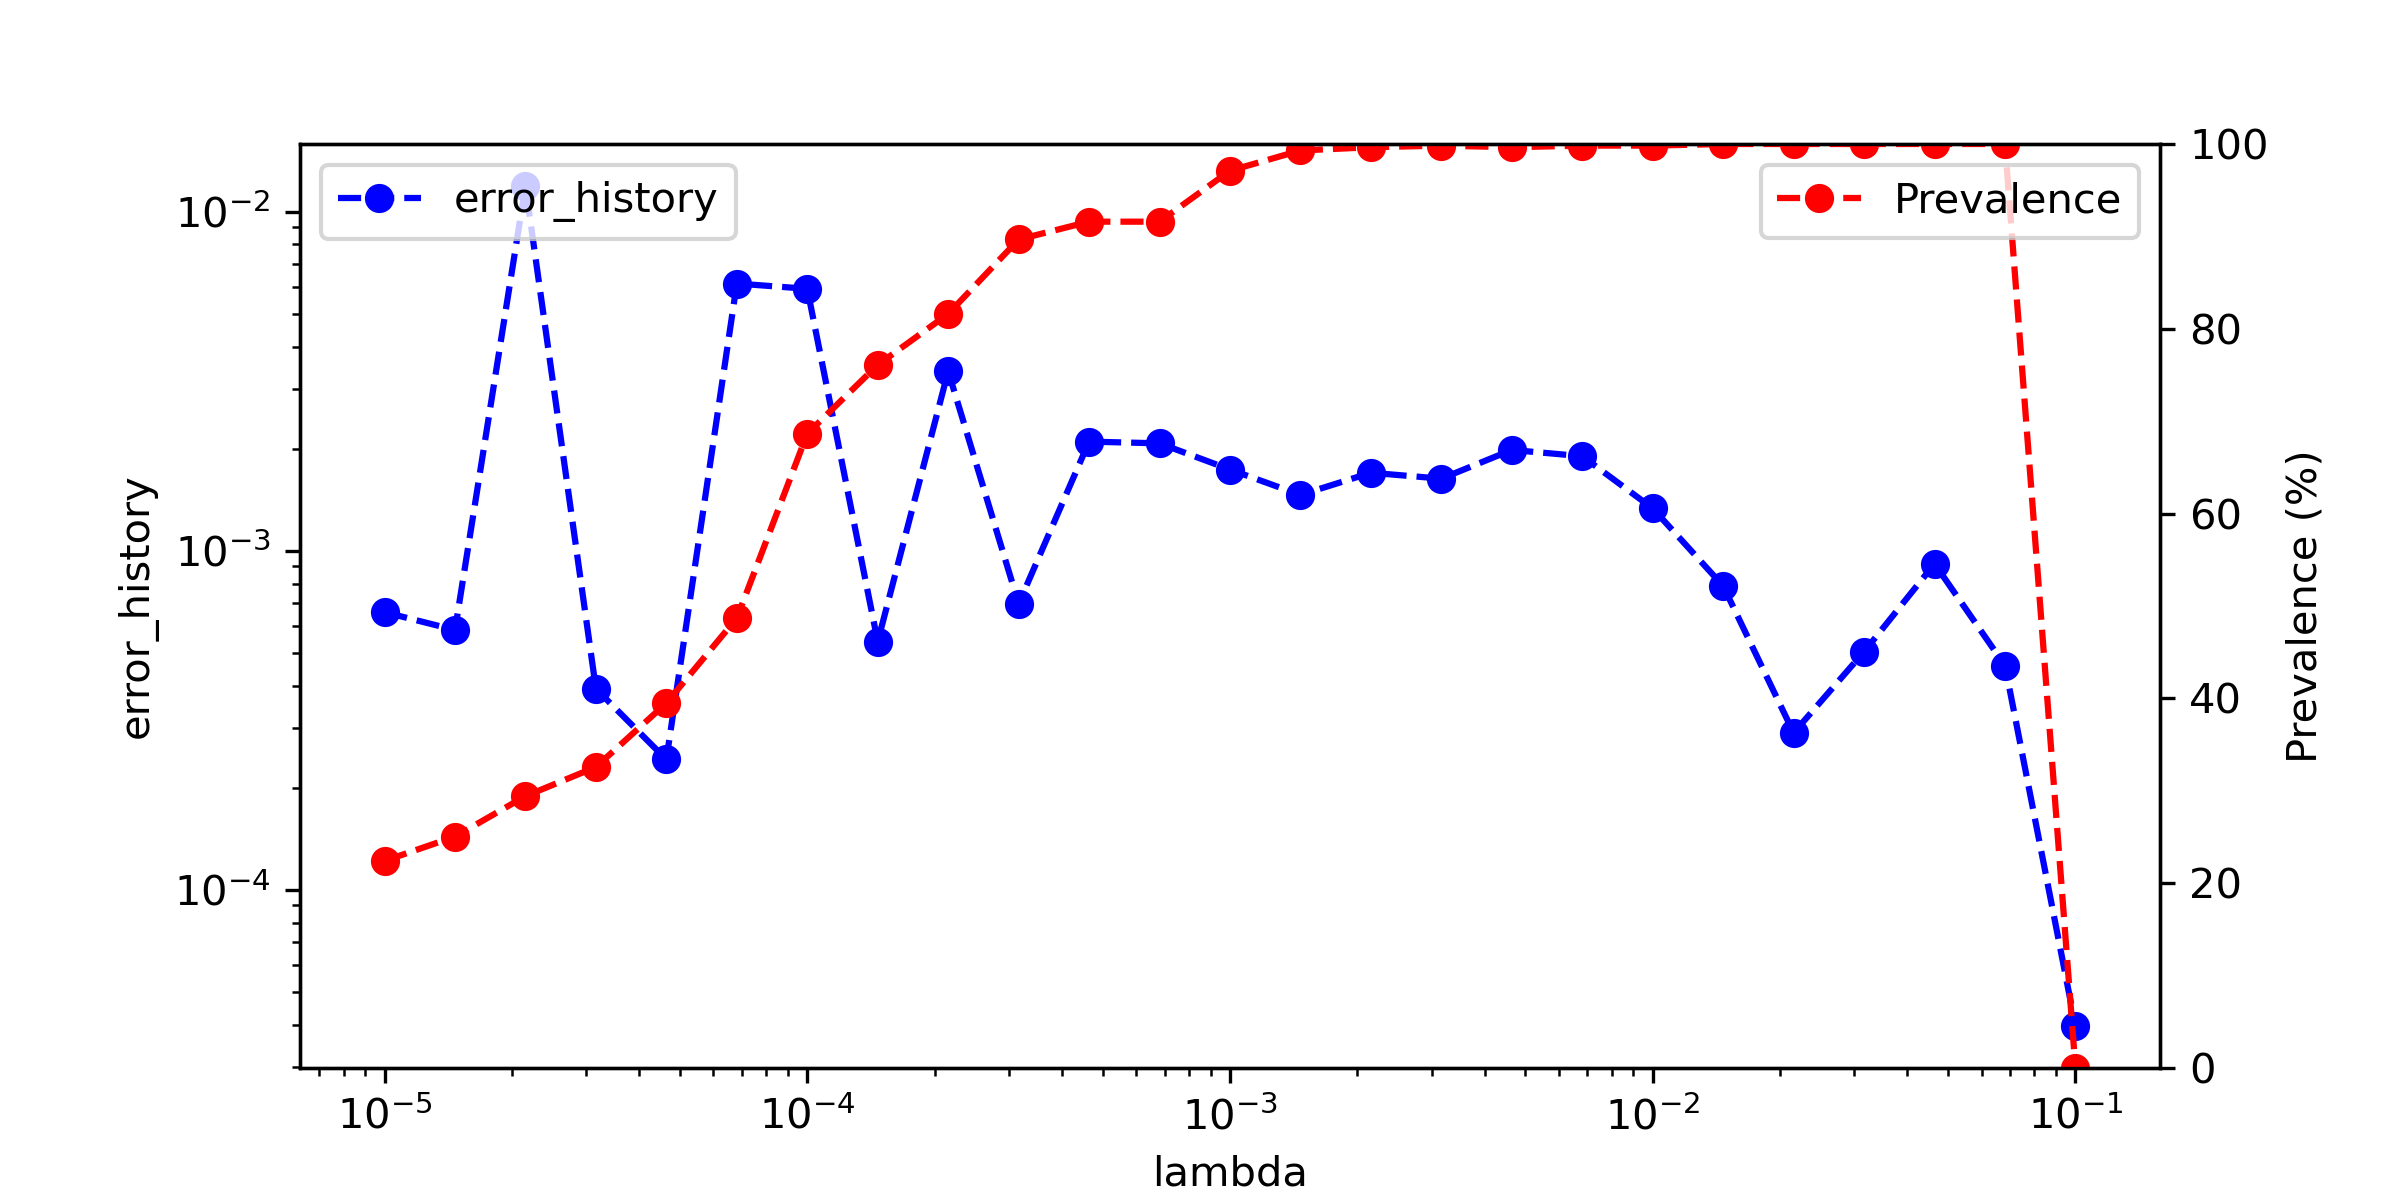 error_history
Prevalence
10⁻²
10⁻³
10⁻⁴
error_history
100
80
60
40
20
0
Prevalence (%)
10⁻⁵
10⁻⁴
10⁻³
10⁻²
10⁻¹
lambda